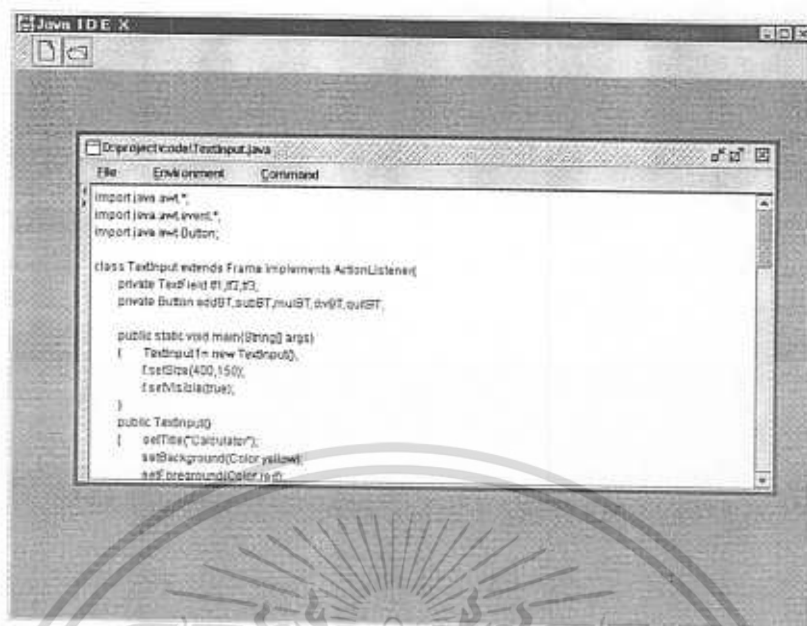 Java IDE X
D:\project\code\TextInput.java
File Environment Command
import java.awt.*;
import java.awt.event.*;
import java.awt.Button;
class TextInput extends Frame implements ActionListener{
private TextField tf1,tf2,tf3;
private Button addBT,subBT,mulBT,divBT,quitBT;
public static void main(String[] args)
{ TextInput f = new TextInput();
f.setSize(400,150);
f.setVisible(true);
}
public TextInput()
{ setTitle("Calculator");
setBackground(Color.yellow);
setForeground(Color.red);